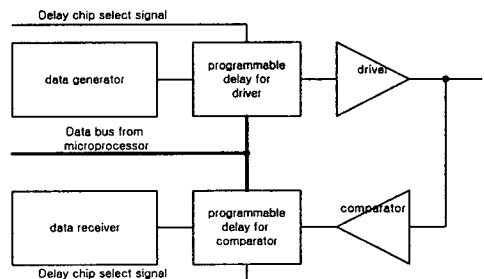 Delay chip select signal
data generator
programmable
delay for
driver
driver
Data bus from
microprocessor
data receiver
programmable
delay for
comparator
comparator
Delay chip select signal